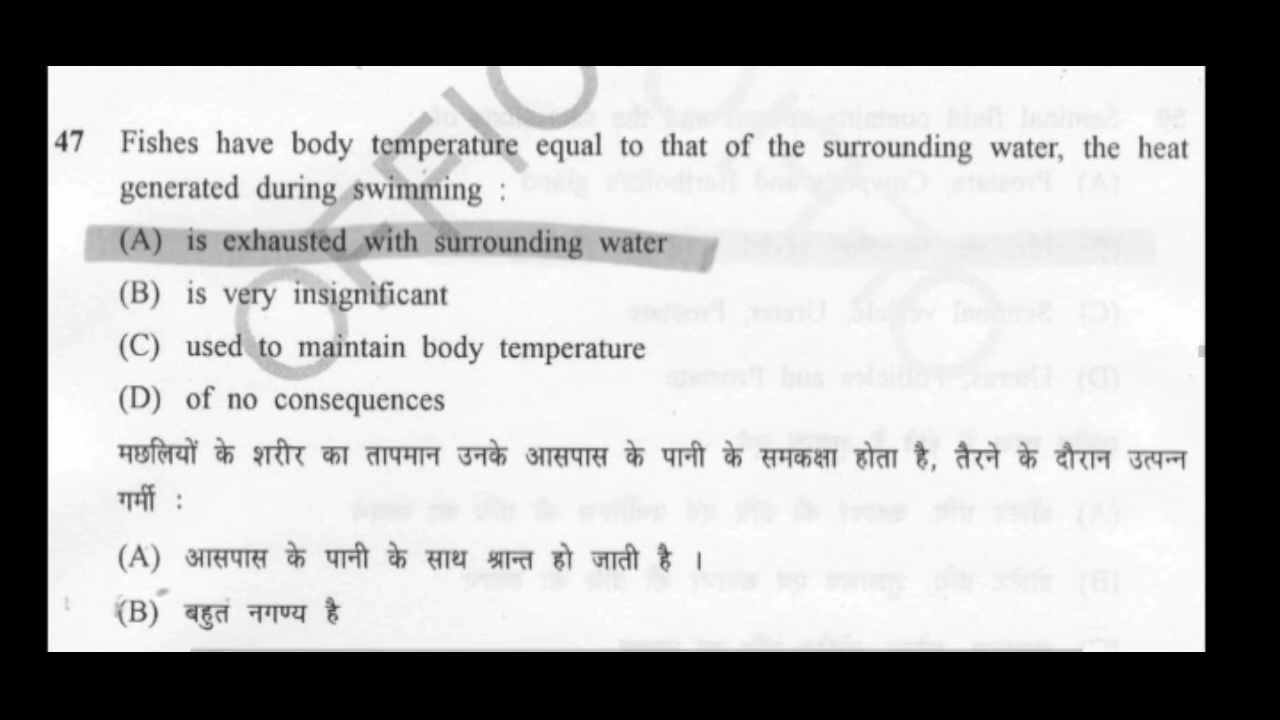 47 Fishes have body temperature equal to that of the surrounding water, the heat
generated during swimming :
(A) is exhausted with surrounding water
(B) is very insignificant
(C) used to maintain body temperature
(D) of no consequences
मछलियों के शरीर का तापमान उनके आसपास के पानी के समकक्षा होता है, तैरने के दौरान उत्पन्न
गर्मी :
(A) आसपास के पानी के साथ श्रान्त हो जाती है ।
(B) बहुत नगण्य है
OFFIC